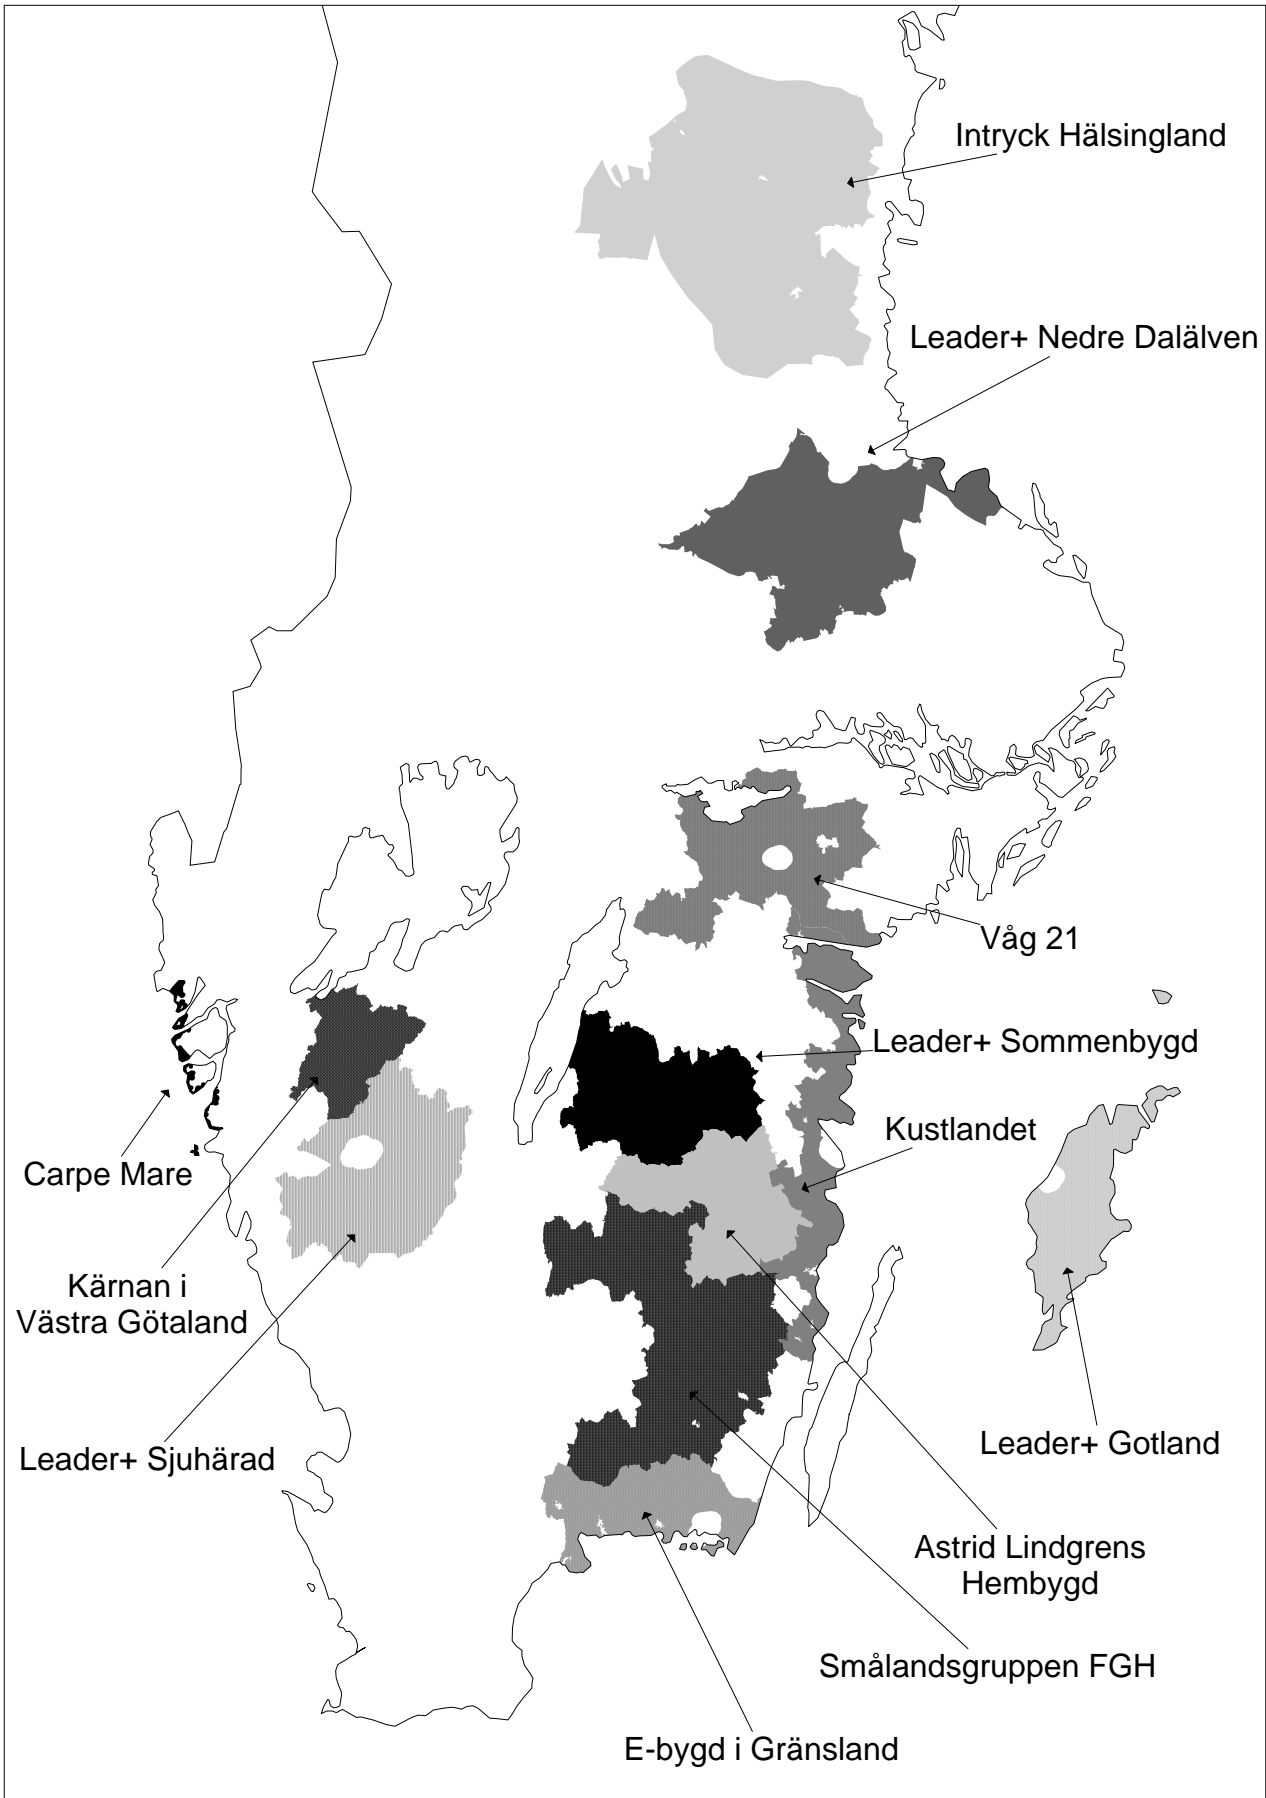 Intryck Hälsingland
Leader+ Nedre Dalälven
Våg 21
Leader+ Sommenbygd
Kustlandet
Carpe Mare
Kärnan i
Västra Götaland
Leader+ Sjuhärad
Leader+ Gotland
Astrid Lindgrens
Hembygd
Smålandsgruppen FGH
E-bygd i Gränsland